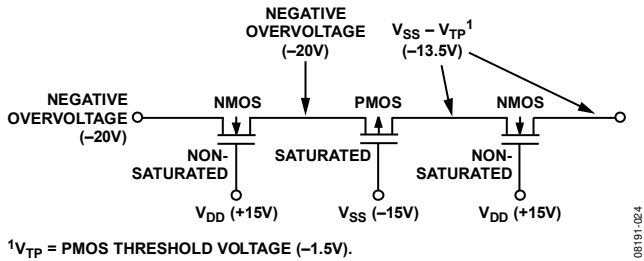 NEGATIVE
OVERVOLTAGE
(–20V)
V_SS – V_TP¹
(–13.5V)
NEGATIVE
OVERVOLTAGE
(–20V)
NMOS
PMOS
NMOS
NON-
SATURATED
SATURATED
NON-
SATURATED
V_DD (+15V)
V_SS (–15V)
V_DD (+15V)
¹V_TP = PMOS THRESHOLD VOLTAGE (–1.5V).
08191-024